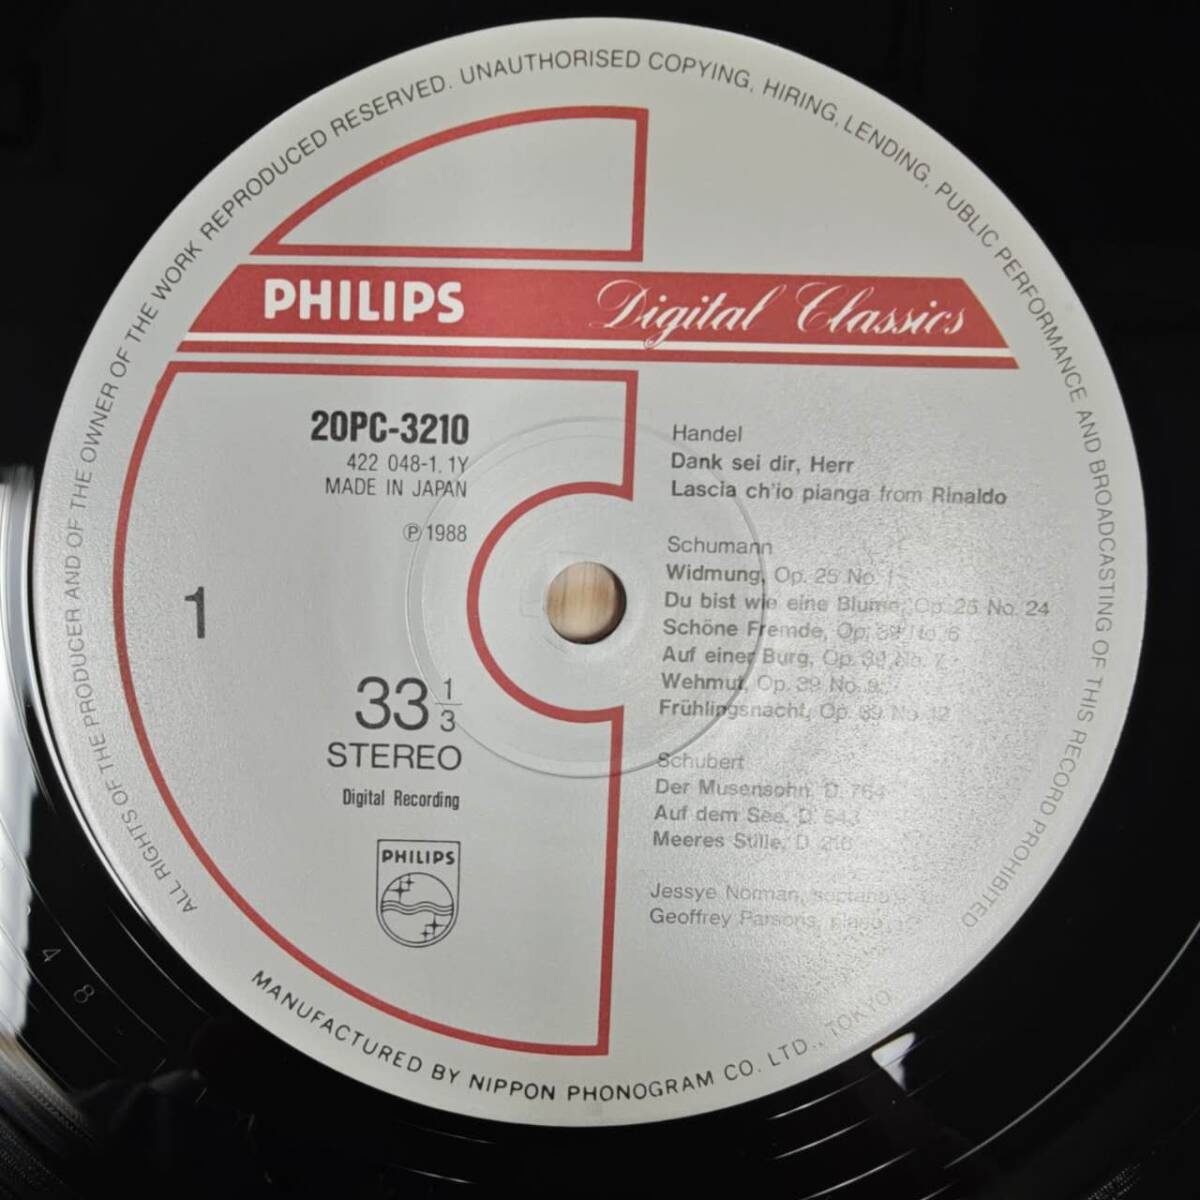 ALL RIGHTS OF THE PRODUCER AND OF THE OWNER OF THE WORK REPRODUCED RESERVED. UNAUTHORISED COPYING, HIRING, LENDING, PUBLIC PERFORMANCE AND BROADCASTING OF THIS RECORD PROHIBITED
PHILIPS Digital Classics
20PC-3210
422 048-1. 1Y
MADE IN JAPAN
℗ 1988
1
33 1/3
STEREO
Digital Recording
PHILIPS
Handel
Dank sei dir, Herr
Lascia ch'io pianga from Rinaldo
Schumann
Widmung, Op. 25 No. 1
Du bist wie eine Blume, Op. 25 No. 24
Schöne Fremde, Op. 39 No. 6
Auf einer Burg, Op. 39 No. 7
Wehmut, Op. 39 No. 9
Frühlingsnacht, Op. 39 No. 12
Schubert
Der Musensohn, D. 764
Auf dem See, D. 543
Meeres Stille, D. 216
Jessye Norman, soprano
Geoffrey Parsons, piano
MANUFACTURED BY NIPPON PHONOGRAM CO. LTD., TOKYO
4 8